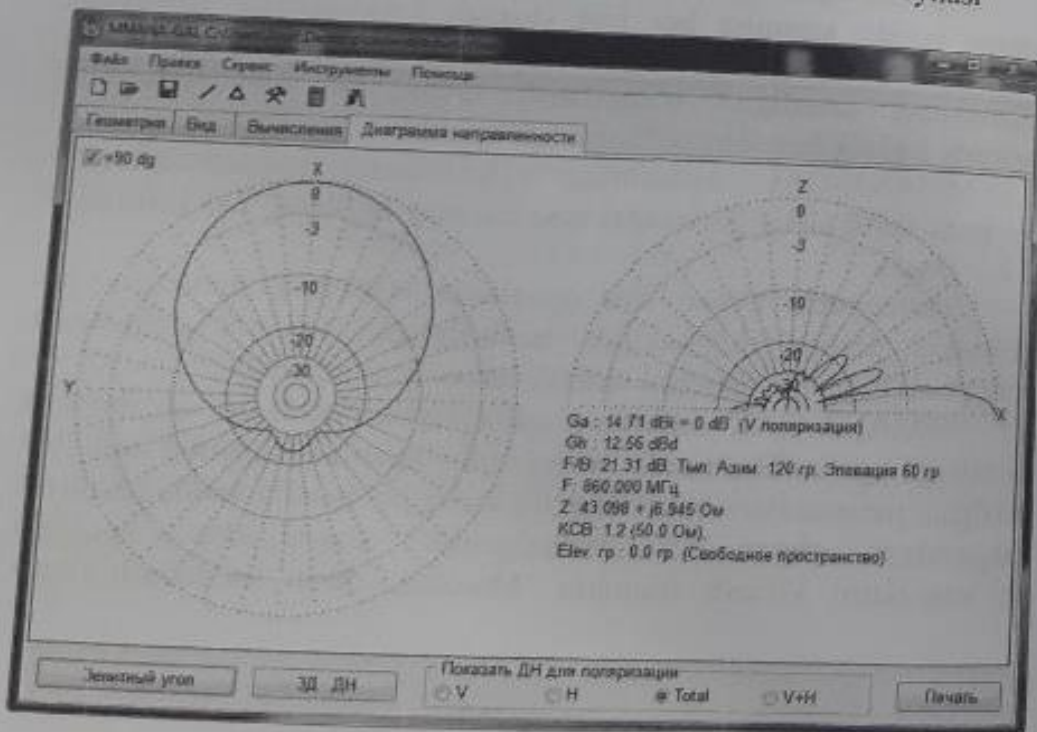 MMANA-GAL
Файл Правка Сервис Инструменты Помощь
Геометрия Вид Вычисления Диаграмма направленности
+90 dg
X
0
-3
-10
-20
-30
Y
Z
0
-3
-10
-20
X
Ga : 14.71 dBi = 0 dB (V поляризация)
Gh : 12.56 dBd
F/B: 21.31 dB. Тыл: Азим. 120 гр. Элевация 60 гр.
F: 860.000 МГц
Z: 43.098 + j6.945 Ом
КСВ: 1.2 (50.0 Ом)
Elev. гр.: 0.0 гр. (Свободное пространство)
Зенитный угол
3Д ДН
Показать ДН для поляризации
V H Total V+H
Печать